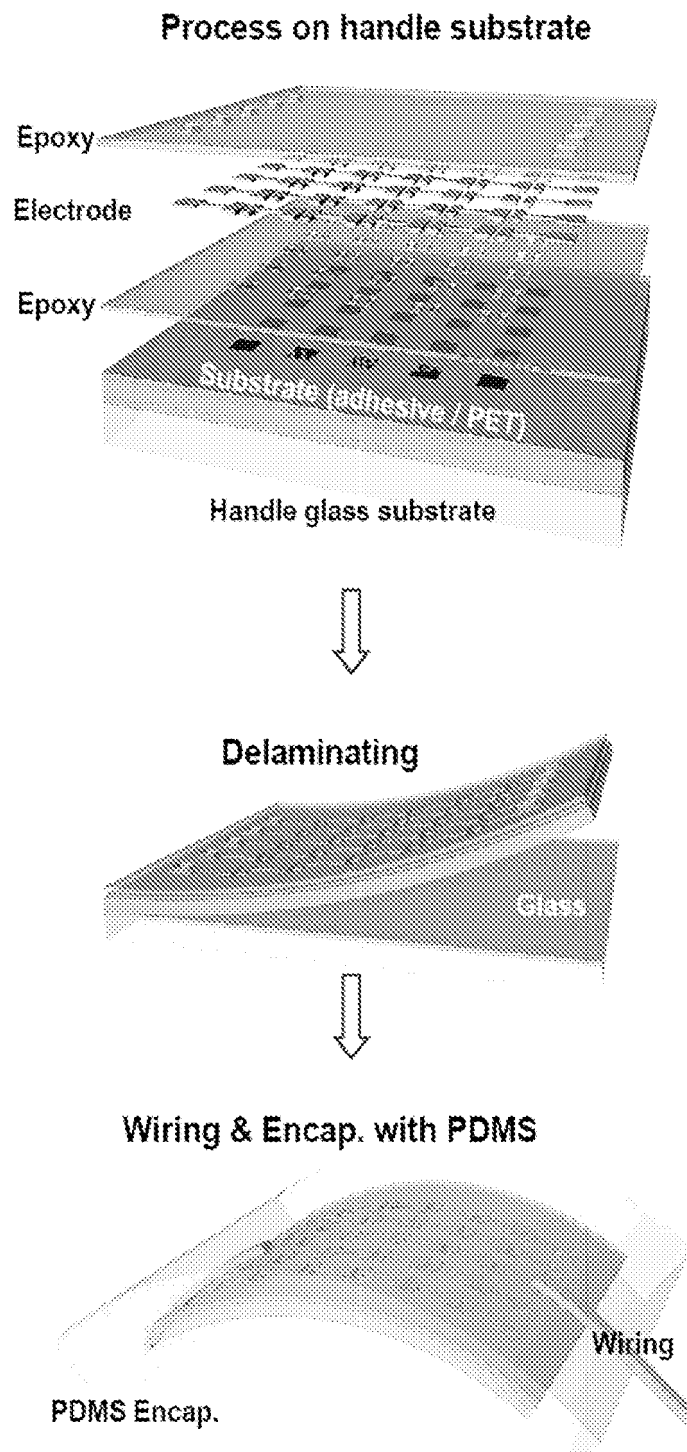 Process on handle substrate
Epoxy
Electrode
Epoxy
Substrate (adhesive / PET)
Handle glass substrate
Delaminating
Glass
Wiring & Encap. with PDMS
Wiring
PDMS Encap.